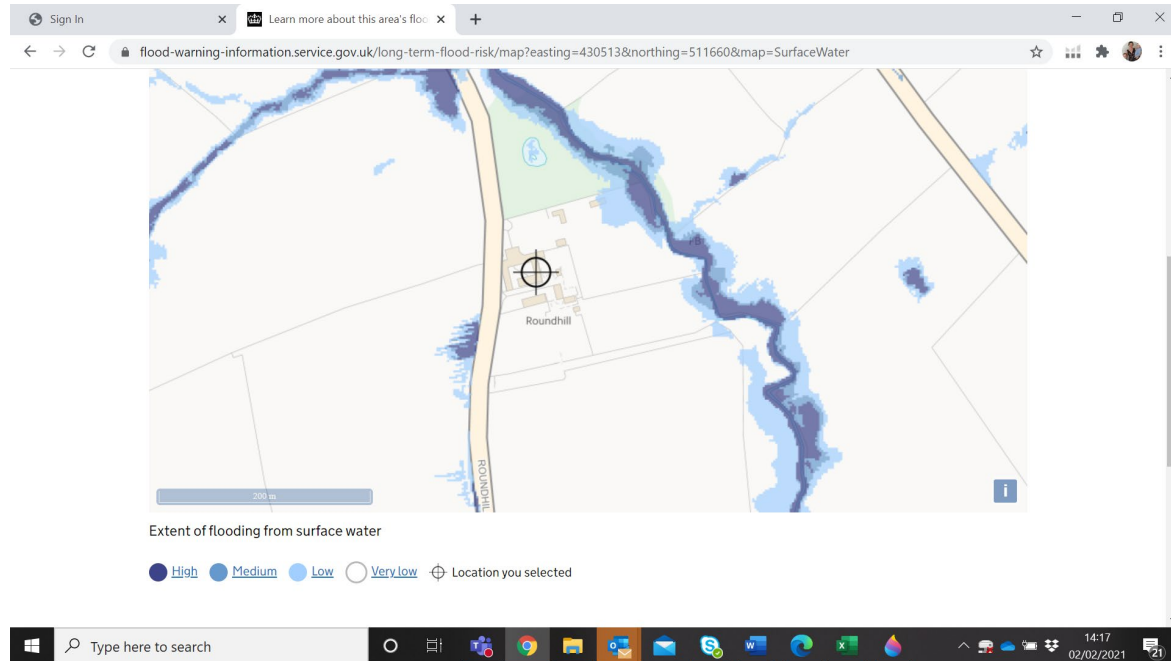 Sign In
Learn more about this area's floo
flood-warning-information.service.gov.uk/long-term-flood-risk/map?easting=430513&northing=511660&map=SurfaceWater
FB
Roundhill
ROUNDHIL
200 m
i
Extent of flooding from surface water
High Medium Low Very low Location you selected
Type here to search
14:17
02/02/2021
21